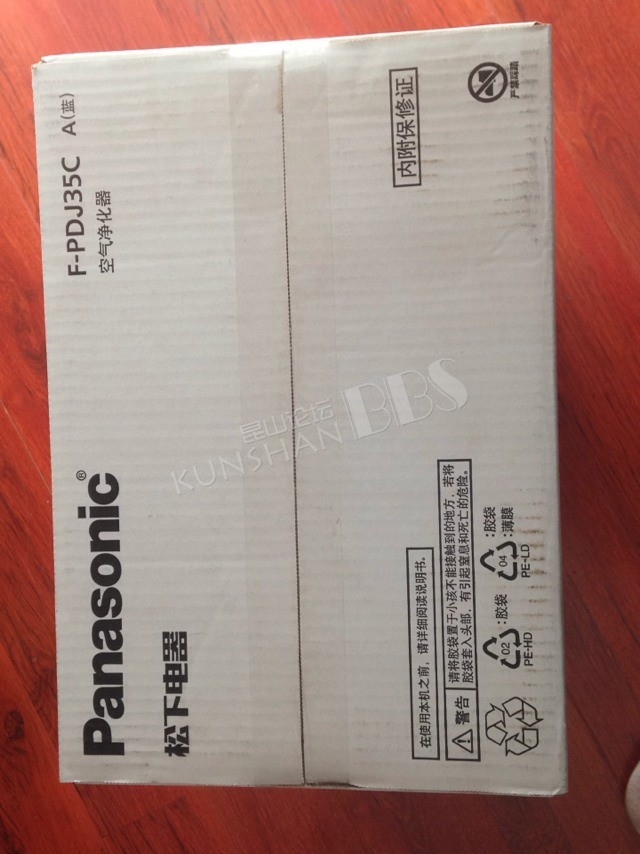 Panasonic®
松下电器
F-PDJ35C A(蓝)
空气净化器
内附保修证
严禁踩踏
昆山论坛
KUNSHAN BBS
在使用本机之前，请详细阅读说明书。
警告
请将胶袋置于小孩不能接触到的地方，若将
胶袋套入头部，有引起窒息和死亡的危险。
02
PE-HD
:胶袋
04
PE-LD
:胶袋
:薄膜